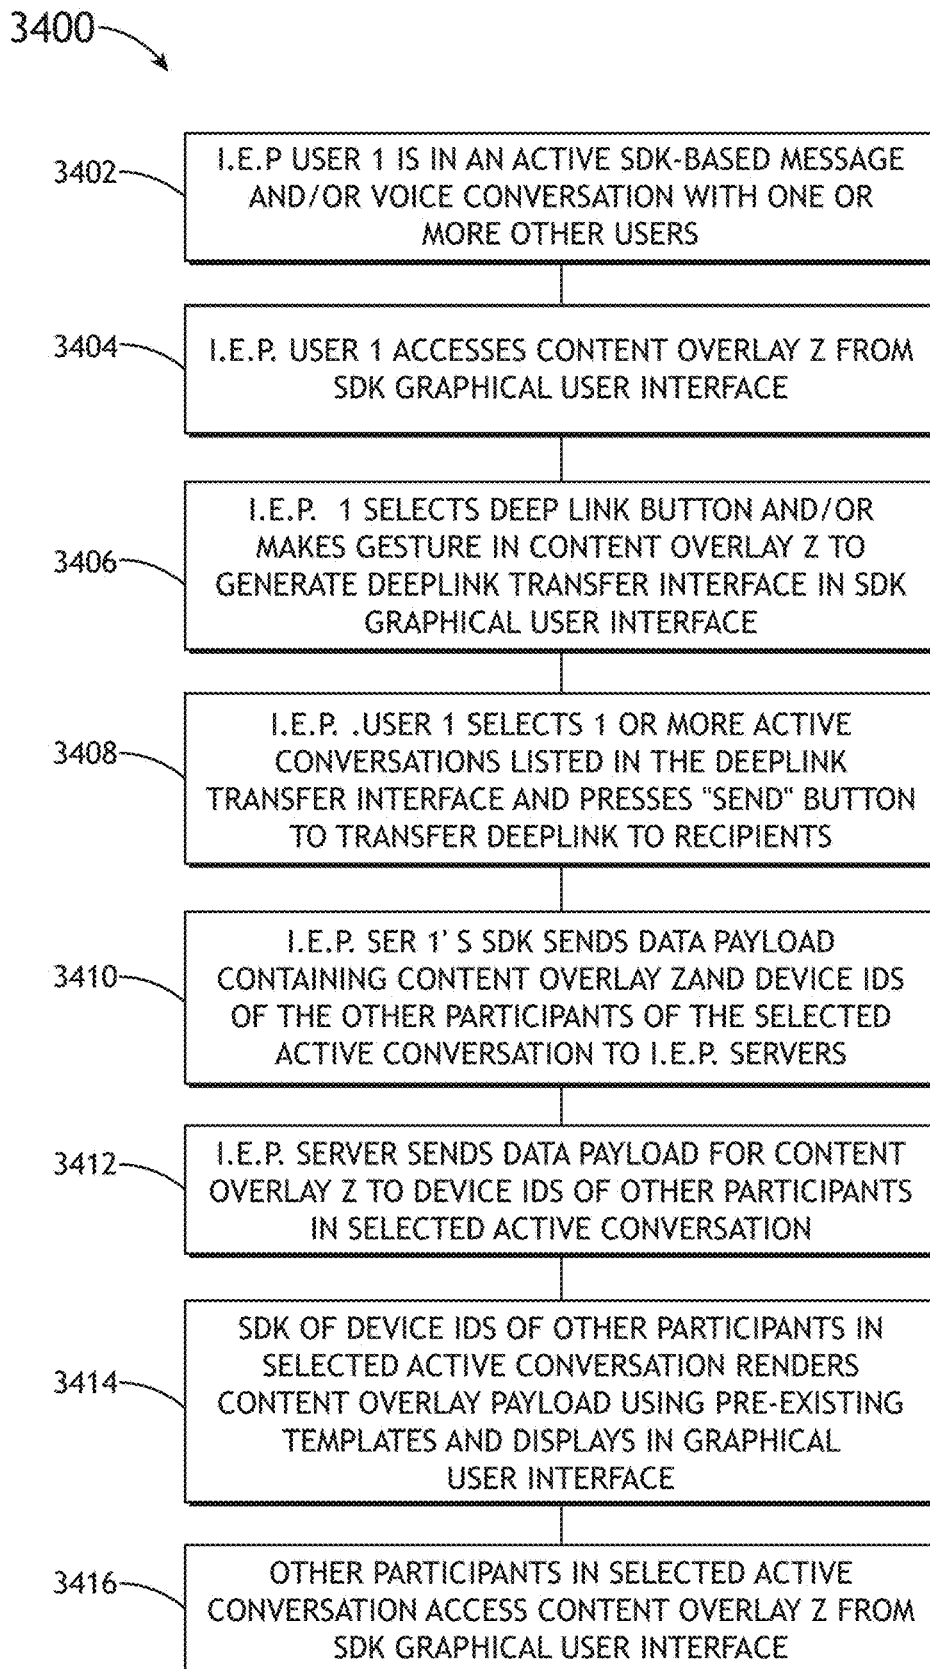 3400
3402
I.E.P USER 1 IS IN AN ACTIVE SDK-BASED MESSAGE
AND/OR VOICE CONVERSATION WITH ONE OR
MORE OTHER USERS
3404
I.E.P. USER 1 ACCESSES CONTENT OVERLAY Z FROM
SDK GRAPHICAL USER INTERFACE
3406
I.E.P. 1 SELECTS DEEP LINK BUTTON AND/OR
MAKES GESTURE IN CONTENT OVERLAY Z TO
GENERATE DEEPLINK TRANSFER INTERFACE IN SDK
GRAPHICAL USER INTERFACE
3408
I.E.P. .USER 1 SELECTS 1 OR MORE ACTIVE
CONVERSATIONS LISTED IN THE DEEPLINK
TRANSFER INTERFACE AND PRESSES "SEND" BUTTON
TO TRANSFER DEEPLINK TO RECIPIENTS
3410
I.E.P. SER 1' S SDK SENDS DATA PAYLOAD
CONTAINING CONTENT OVERLAY ZAND DEVICE IDS
OF THE OTHER PARTICIPANTS OF THE SELECTED
ACTIVE CONVERSATION TO I.E.P. SERVERS
3412
I.E.P. SERVER SENDS DATA PAYLOAD FOR CONTENT
OVERLAY Z TO DEVICE IDS OF OTHER PARTICIPANTS
IN SELECTED ACTIVE CONVERSATION
3414
SDK OF DEVICE IDS OF OTHER PARTICIPANTS IN
SELECTED ACTIVE CONVERSATION RENDERS
CONTENT OVERLAY PAYLOAD USING PRE-EXISTING
TEMPLATES AND DISPLAYS IN GRAPHICAL
USER INTERFACE
3416
OTHER PARTICIPANTS IN SELECTED ACTIVE
CONVERSATION ACCESS CONTENT OVERLAY Z FROM
SDK GRAPHICAL USER INTERFACE